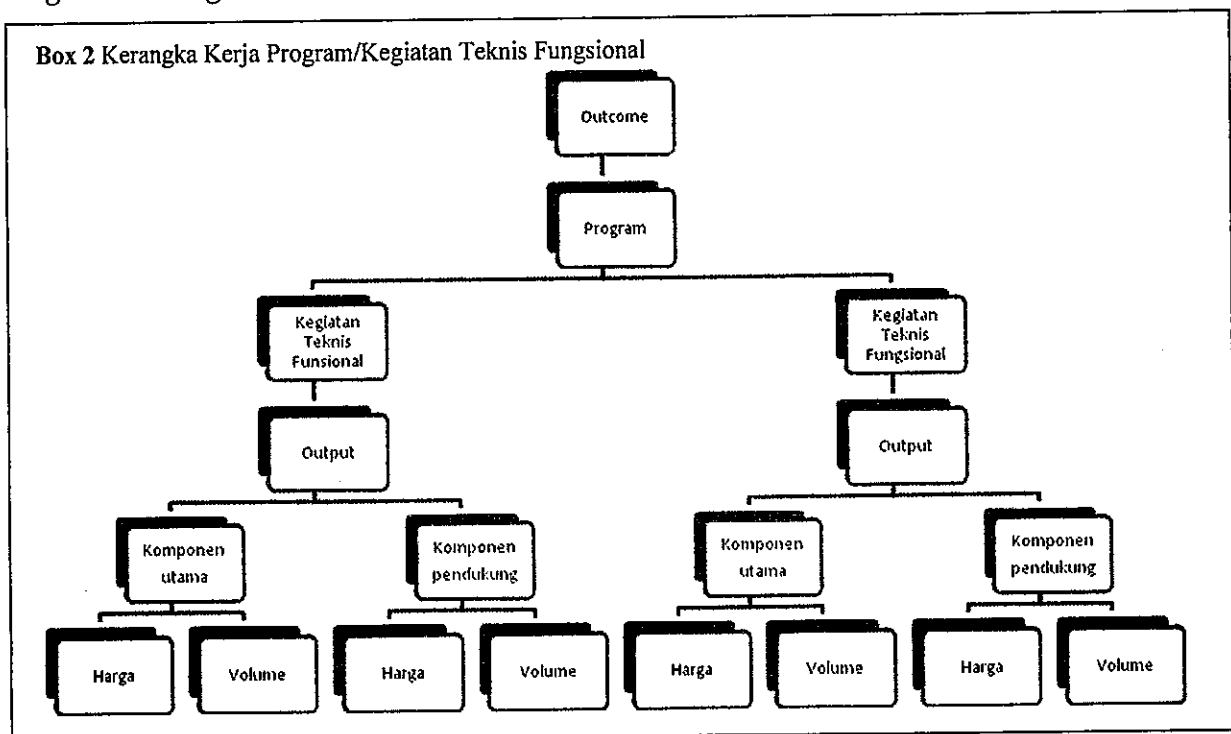 Box 2 Kerangka Kerja Program/Kegiatan Teknis Fungsional
Outcome
Program
Kegiatan
Teknis
Funsional
Kegiatan
Teknis
Fungsional
Output
Output
Komponen
utama
Komponen
pendukung
Komponen
utama
Komponen
pendukung
Harga
Volume
Harga
Volume
Harga
Volume
Harga
Volume